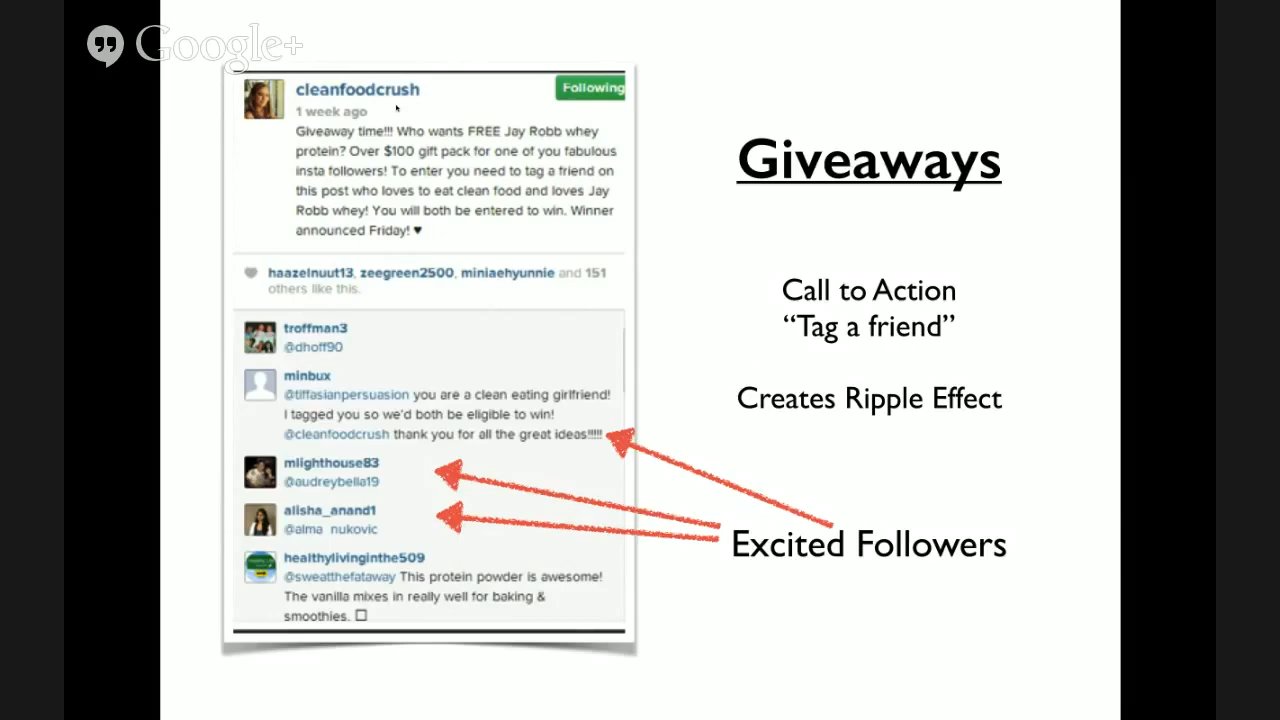 Google+
cleanfoodcrush
Following
1 week ago
Giveaway time!!! Who wants FREE Jay Robb whey
protein? Over $100 gift pack for one of you fabulous
insta followers! To enter you need to tag a friend on
this post who loves to eat clean food and loves Jay
Robb whey! You will both be entered to win. Winner
announced Friday! ♥
haazelnuut13, zeegreen2500, miniaehyunnie and 151
others like this.
troffman3
@dhoff90
minbux
@tiffasianpersuasion you are a clean eating girlfriend!
I tagged you so we'd both be eligible to win!
@cleanfoodcrush thank you for all the great ideas!!!!!
mlighthouse83
@audreybella19
alisha_anand1
@alma_nukovic
healthylivinginthe509
@sweatthefataway This protein powder is awesome!
The vanilla mixes in really well for baking &
smoothies. □
Giveaways
Call to Action
“Tag a friend”
Creates Ripple Effect
Excited Followers